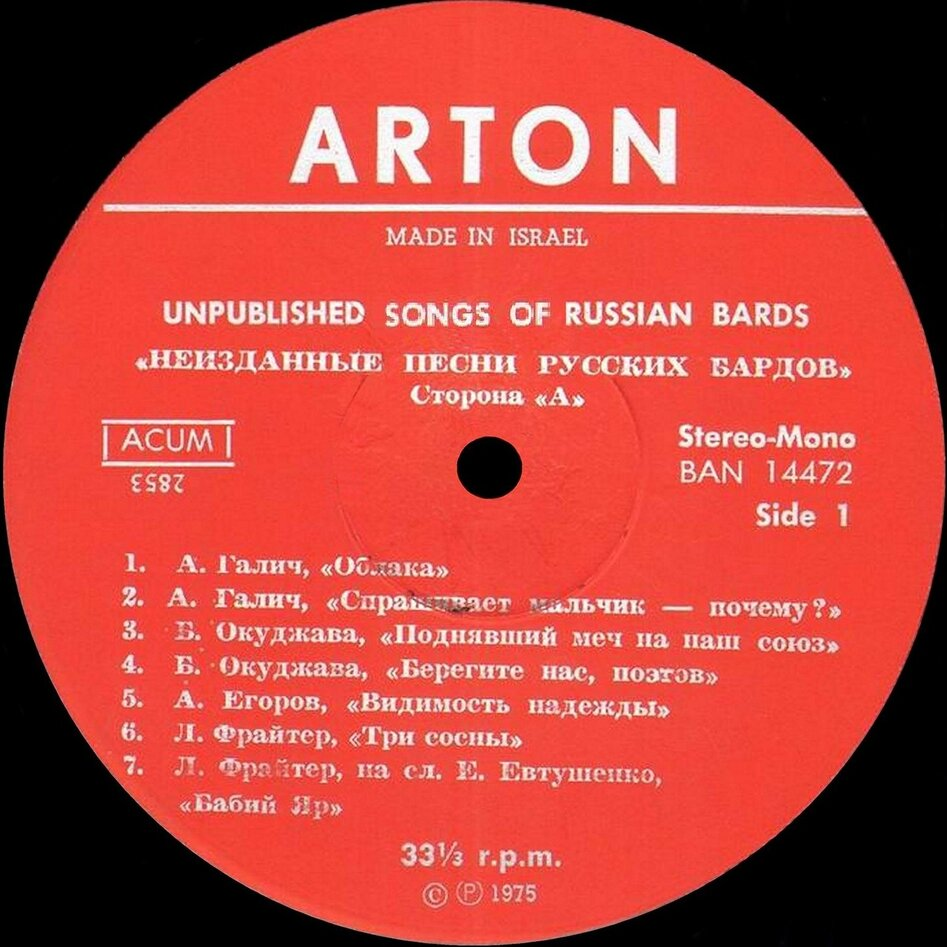 ARTON
MADE IN ISRAEL
UNPUBLISHED SONGS OF RUSSIAN BARDS
«НЕИЗДАННЫЕ ПЕСНИ РУССКИХ БАРДОВ»
Сторона «А»
ACUM
2853
Stereo-Mono
BAN 14472
Side 1
1. А. Галич, «Облака»
2. А. Галич, «Спрашивает мальчик — почему?»
3. Б. Окуджава, «Поднявший меч на наш союз»
4. Б. Окуджава, «Берегите нас, поэтов»
5. А. Егоров, «Видимость надежды»
6. Л. Фрайтер, «Три сосны»
7. Л. Фрайтер, на сл. Е. Евтушенко,
«Бабий Яр»
33⅓ r.p.m.
© ℗ 1975